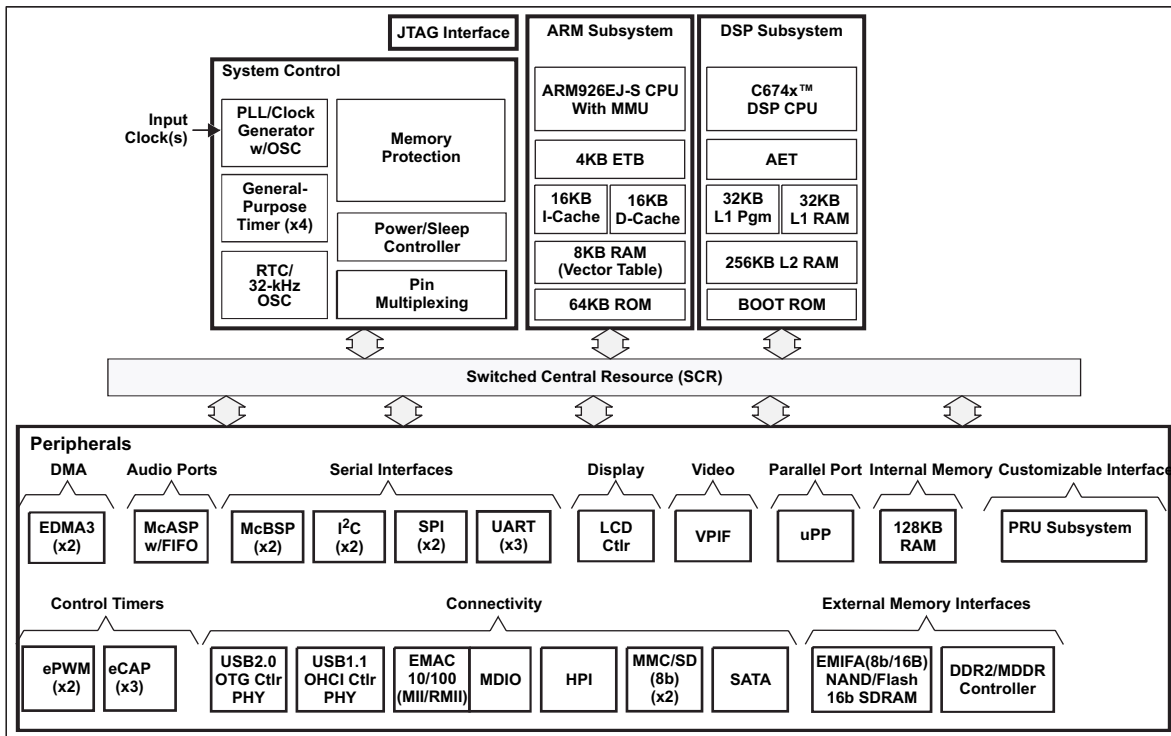 JTAG Interface
ARM Subsystem
DSP Subsystem
System Control
Input
Clock(s)
PLL/Clock
Generator
w/OSC
General-
Purpose
Timer (x4)
RTC/
32-kHz
OSC
Memory
Protection
Power/Sleep
Controller
Pin
Multiplexing
ARM926EJ-S CPU
With MMU
4KB ETB
16KB
I-Cache
16KB
D-Cache
8KB RAM
(Vector Table)
64KB ROM
C674x™
DSP CPU
AET
32KB
L1 Pgm
32KB
L1 RAM
256KB L2 RAM
BOOT ROM
Switched Central Resource (SCR)
Peripherals
DMA
EDMA3
(x2)
Audio Ports
McASP
w/FIFO
Serial Interfaces
McBSP
(x2)
I²C
(x2)
SPI
(x2)
UART
(x3)
Display
LCD
Ctlr
Video
VPIF
Parallel Port
uPP
Internal Memory
128KB
RAM
Customizable Interface
PRU Subsystem
Control Timers
ePWM
(x2)
eCAP
(x3)
Connectivity
USB2.0
OTG Ctlr
PHY
USB1.1
OHCI Ctlr
PHY
EMAC
10/100
(MII/RMII)
MDIO
HPI
MMC/SD
(8b)
(x2)
SATA
External Memory Interfaces
EMIFA(8b/16B)
NAND/Flash
16b SDRAM
DDR2/MDDR
Controller